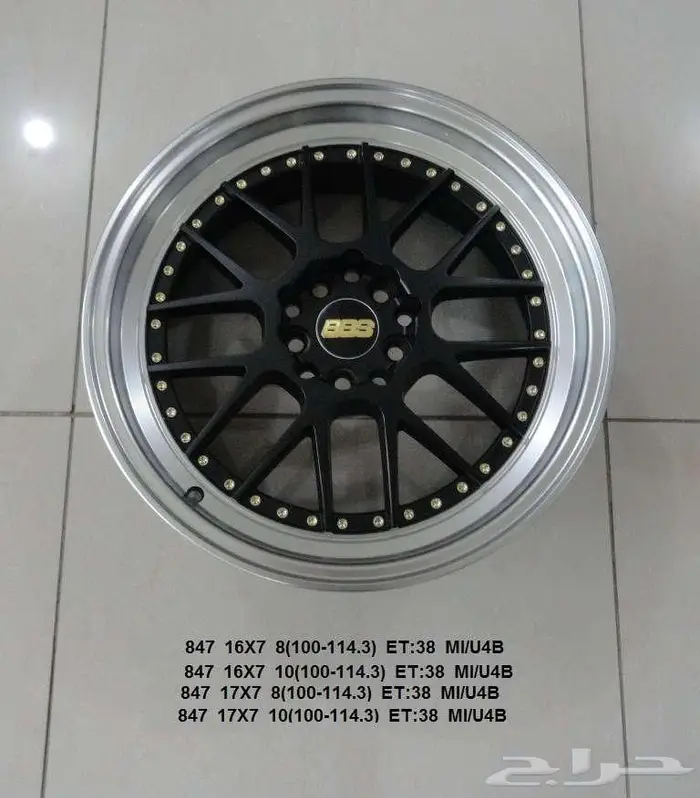 BBS
847 16X7 8(100-114.3) ET:38 MI/U4B
847 16X7 10(100-114.3) ET:38 MI/U4B
847 17X7 8(100-114.3) ET:38 MI/U4B
847 17X7 10(100-114.3) ET:38 MI/U4B
حراج